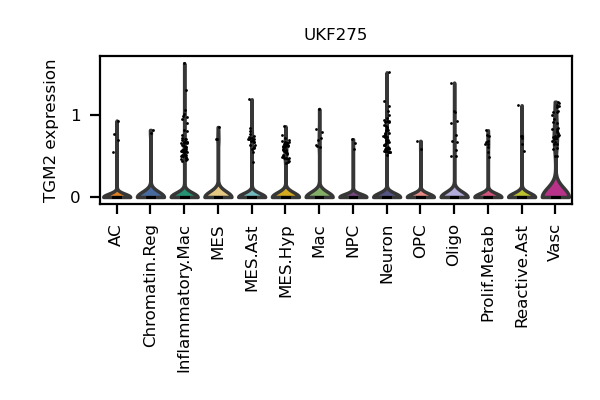 UKF275
TGM2 expression
1
0
AC
Chromatin.Reg
Inflammatory.Mac
MES
MES.Ast
MES.Hyp
Mac
NPC
Neuron
OPC
Oligo
Prolif.Metab
Reactive.Ast
Vasc